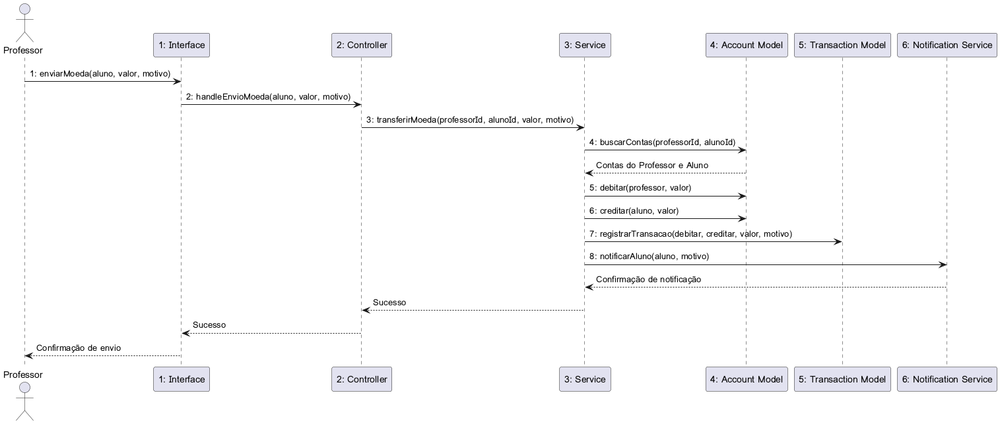 Professor
1: Interface
2: Controller
3: Service
4: Account Model
5: Transaction Model
6: Notification Service
1: enviarMoeda(aluno, valor, motivo)
2: handleEnvioMoeda(aluno, valor, motivo)
3: transferirMoeda(professorId, alunoId, valor, motivo)
4: buscarContas(professorId, alunoId)
Contas do Professor e Aluno
5: debitar(professor, valor)
6: creditar(aluno, valor)
7: registrarTransacao(debitar, creditar, valor, motivo)
8: notificarAluno(aluno, motivo)
Confirmação de notificação
Sucesso
Sucesso
Confirmação de envio
Professor
1: Interface
2: Controller
3: Service
4: Account Model
5: Transaction Model
6: Notification Service